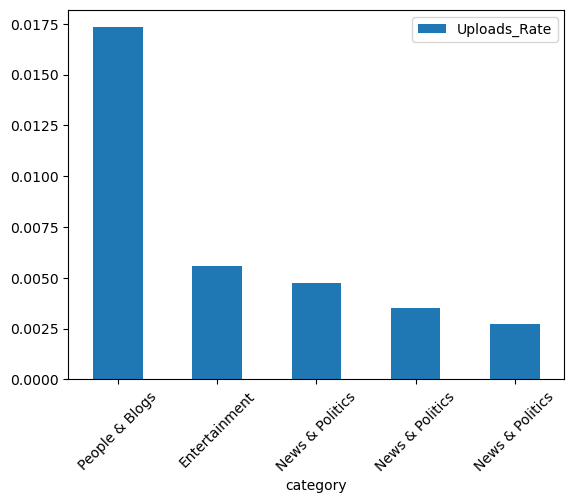 0.0175
0.0150
0.0125
0.0100
0.0075
0.0050
0.0025
0.0000
Uploads_Rate
People & Blogs
Entertainment
News & Politics
News & Politics
News & Politics
category